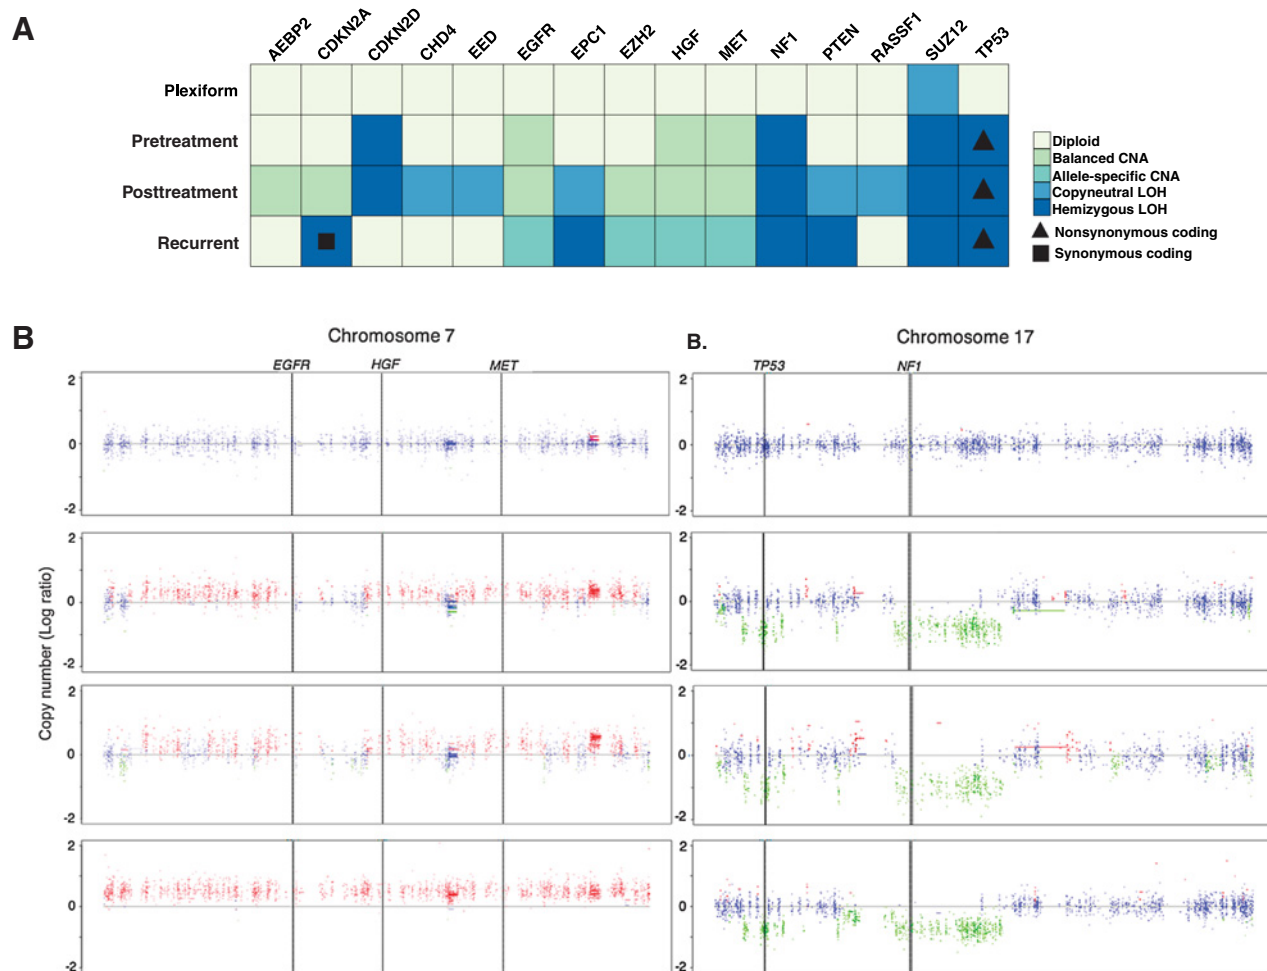 A
AEBP2 CDKN2A CDKN2D CHD4 EED EGFR EPC1 EZH2 HGF MET NF1 PTEN RASSF1 SUZ12 TP53
Plexiform
Pretreatment
Posttreatment
Recurrent
Diploid
Balanced CNA
Allele-specific CNA
Copyneutral LOH
Hemizygous LOH
Nonsynonymous coding
Synonymous coding
B
Chromosome 7
EGFR HGF MET
Copy number (Log ratio)
2
0
-2
2
0
-2
2
0
-2
2
0
-2
B.
Chromosome 17
TP53 NF1
2
0
-2
2
0
-2
2
0
-2
2
0
-2